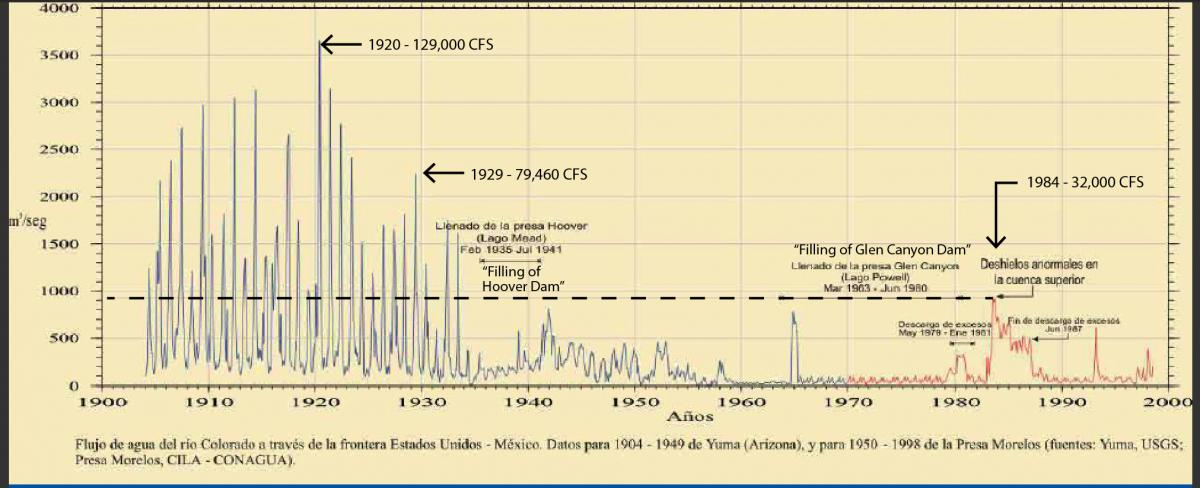 4000
3500
3000
2500
2000
1500
1000
500
0
m³/seg
1900 1910 1920 1930 1940 1950 1960 1970 1980 1990 2000
Años
1920 - 129,000 CFS
1929 - 79,460 CFS
1984 - 32,000 CFS
Llenado de la presa Hoover
(Lago Mead)
Feb 1935 Jul 1941
“Filling of
Hoover Dam”
“Filling of Glen Canyon Dam”
Llenado de la presa Glen Canyon
(Lago Powell)
Mar 1963 - Jun 1980
Deshielos anormales en
la cuenca superior
Descarga de excesos
May 1979 - Ene 1981
Fin de descarga de excesos
Jun 1987
Flujo de agua del río Colorado a través de la frontera Estados Unidos - México. Datos para 1904 - 1949 de Yuma (Arizona), y para 1950 - 1998 de la Presa Morelos (fuentes: Yuma, USGS;
Presa Morelos, CILA - CONAGUA).